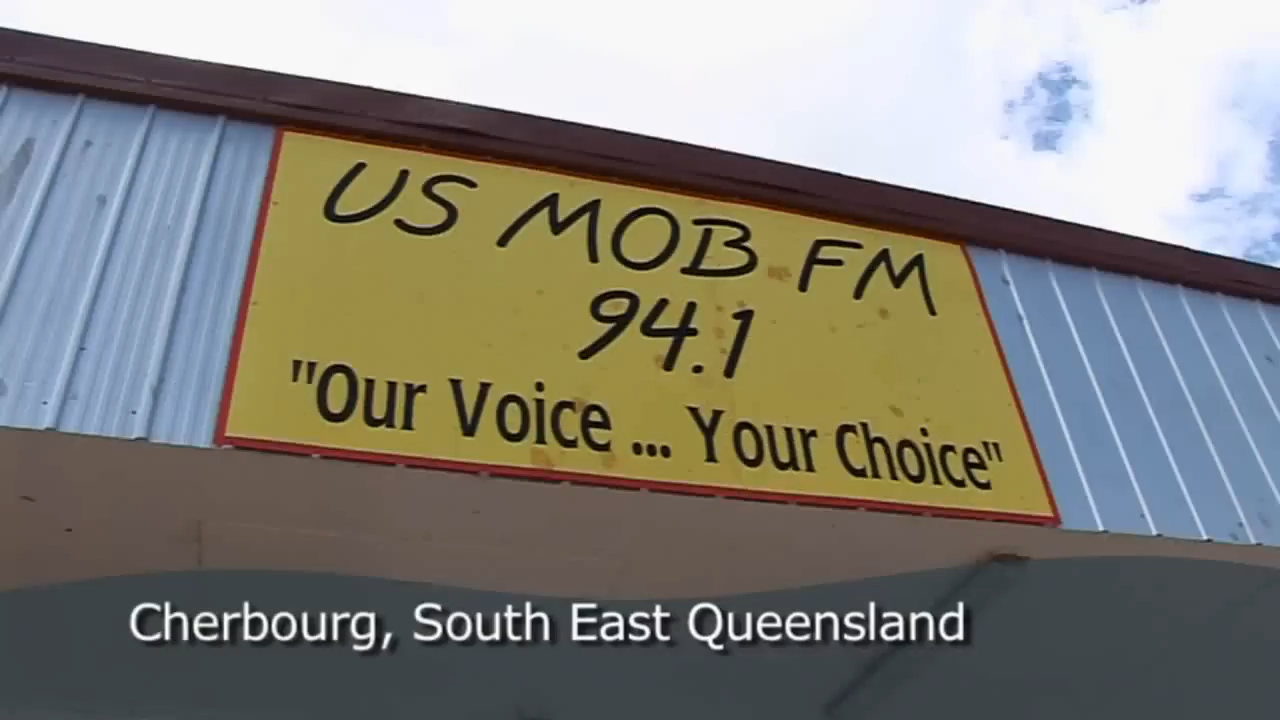 US MOB FM
94.1
"Our Voice ... Your Choice"
Cherbourg, South East Queensland